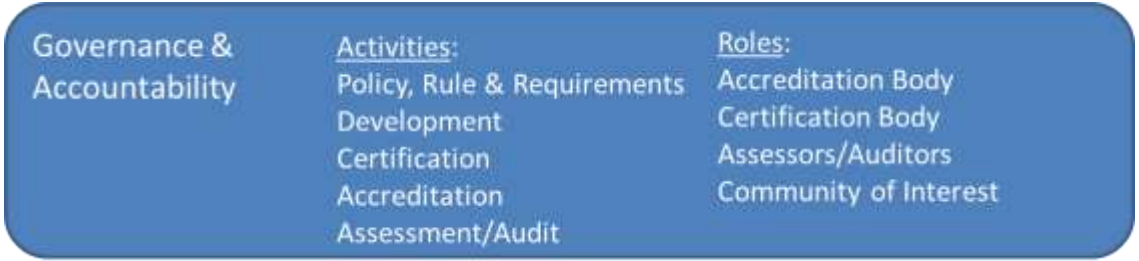 Governance &
Accountability
Activities:
Policy, Rule & Requirements
Development
Certification
Accreditation
Assessment/Audit
Roles:
Accreditation Body
Certification Body
Assessors/Auditors
Community of Interest